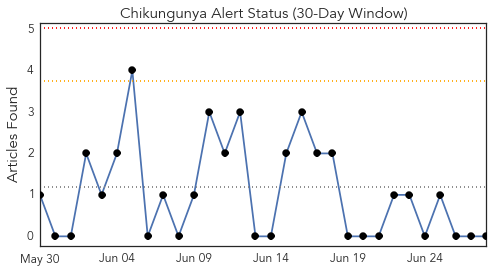 Chikungunya Alert Status (30-Day Window)
Articles Found
5
4
3
2
1
0
May 30
Jun 04
Jun 09
Jun 14
Jun 19
Jun 24